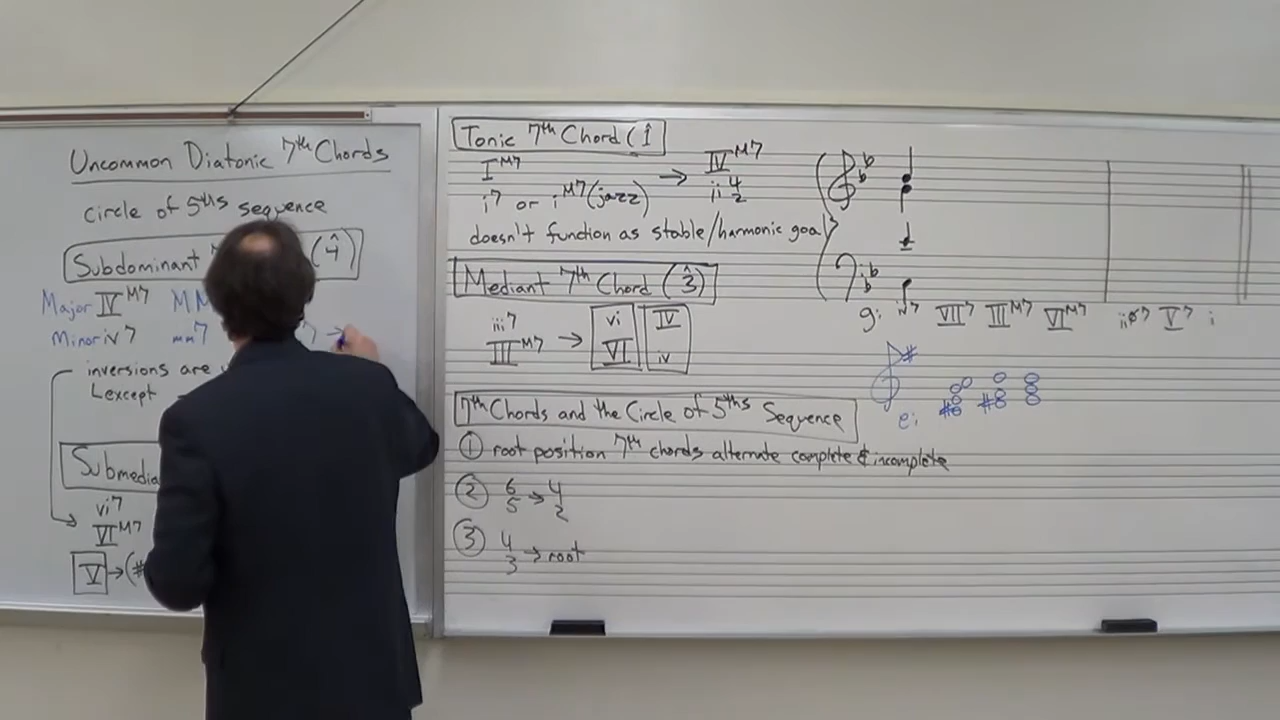 Uncommon Diatonic 7th Chords
Circle of 5ths sequence
Subdominant (4̂)
Major IV^M7 MM
Minor iv7 mm7 7 →
inversions are
except
Submedia
vi7
VI^M7
V → (#
Tonic 7th Chord (1̂
I^M7 → IV^M7
i7 or i^M7 (jazz) ii 4/2
doesn't function as stable/harmonic goal
Mediant 7th Chord (3̂)
iii7 → vi IV
III^M7 VI iv
7th Chords and the Circle of 5ths Sequence
① root position 7th chords alternate complete & incomplete
② 6/5 → 4/2
③ 4/3 → root
g: iv7 VII7 III^M7 VI^M7 iiø7 V7 i
e: